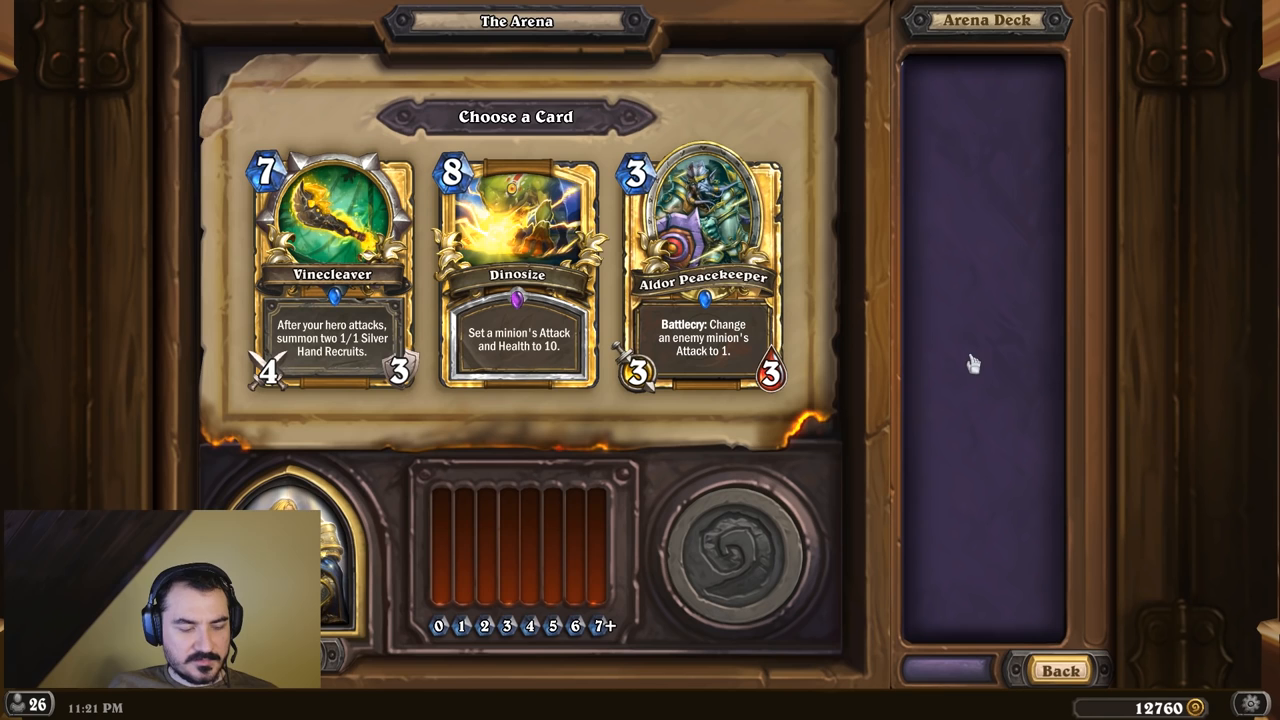 The Arena
Arena Deck
Choose a Card
7
Vinecleaver
After your hero attacks,
summon two 1/1 Silver
Hand Recruits.
4
3
8
Dinosize
Set a minion's Attack
and Health to 10.
3
Aldor Peacekeeper
Battlecry: Change
an enemy minion's
Attack to 1.
3
3
0 1 2 3 4 5 6 7+
Back
26
11:21 PM
12760